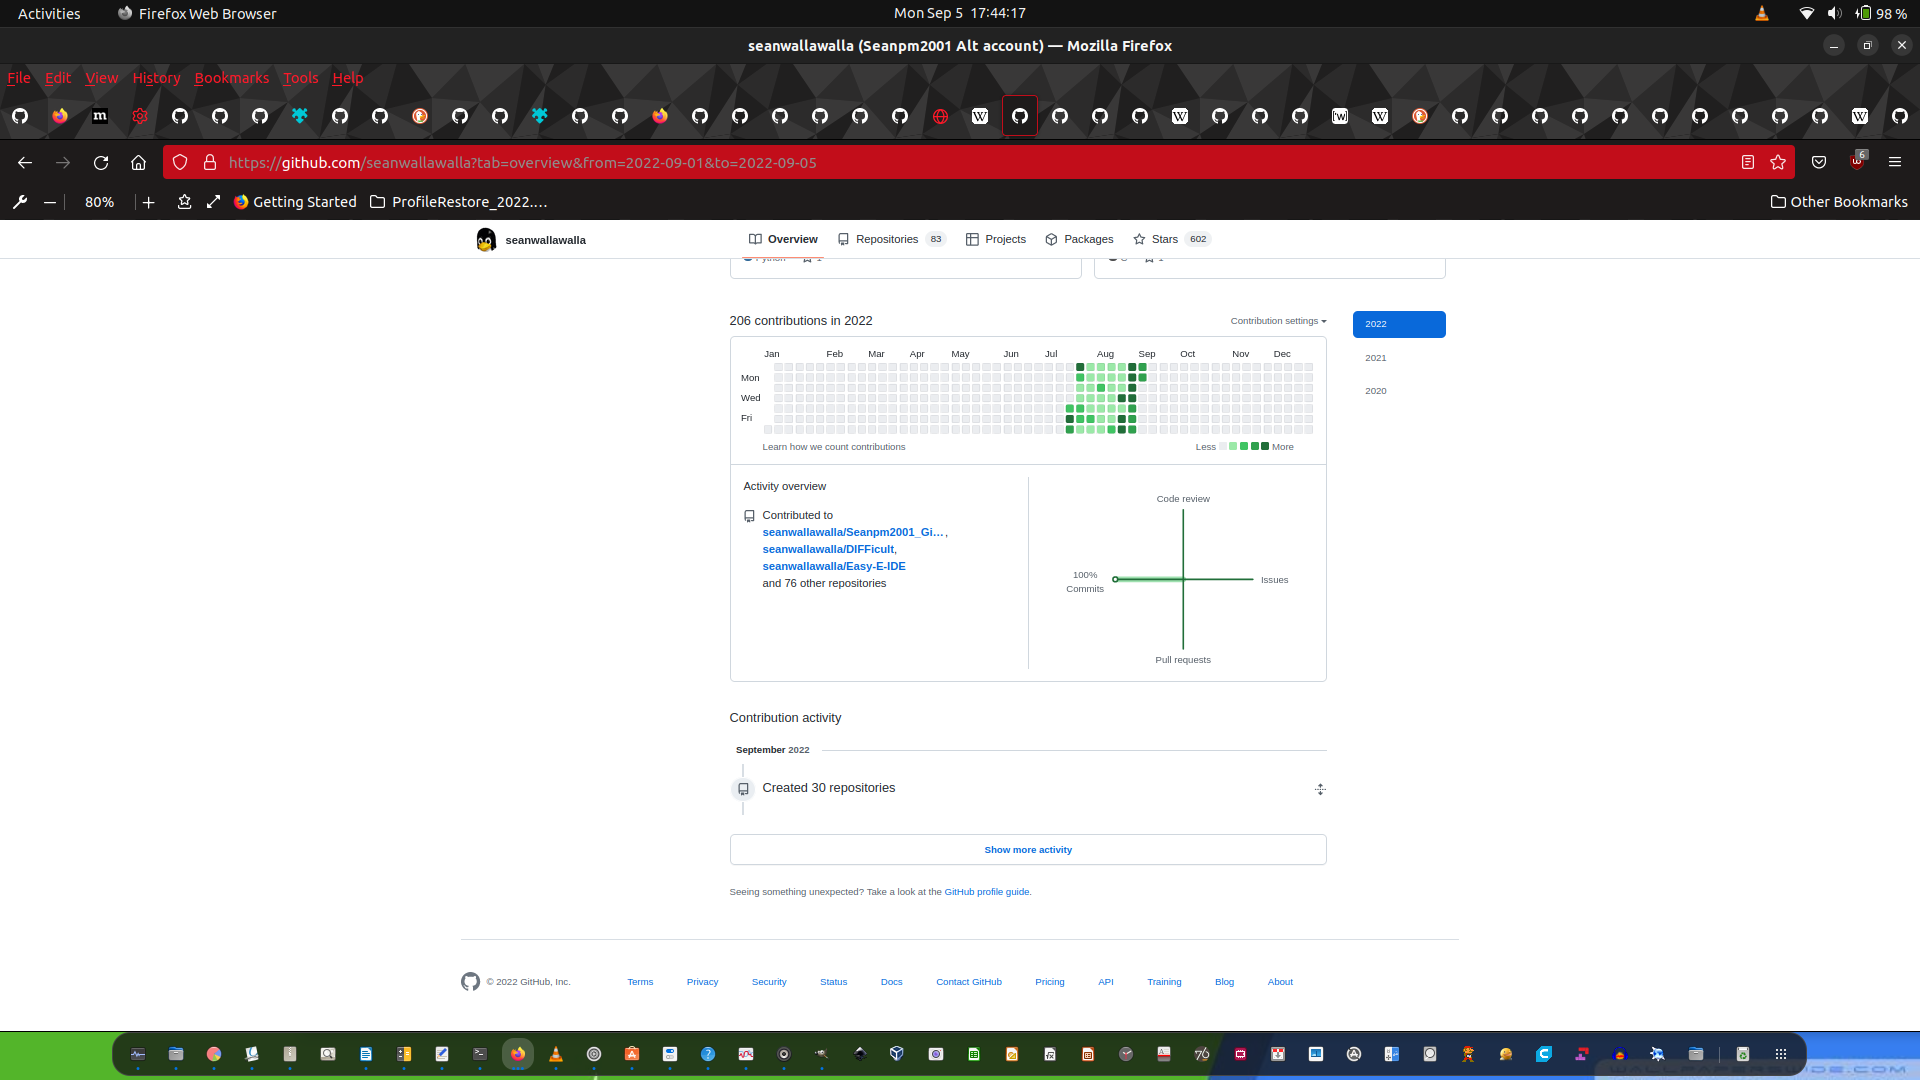 Activities Firefox Web Browser Mon Sep 5 17:44:17 98 %
seanwallawalla (Seanpm2001 Alt account) — Mozilla Firefox
File Edit View History Bookmarks Tools Help
https://github.com/seanwallawalla?tab=overview&from=2022-09-01&to=2022-09-05 6
80% Getting Started ProfileRestore_2022.… Other Bookmarks
seanwallawalla Overview Repositories 83 Projects Packages Stars 602
206 contributions in 2022 Contribution settings 2022
2021
2020
Jan Feb Mar Apr May Jun Jul Aug Sep Oct Nov Dec
Mon
Wed
Fri
Learn how we count contributions Less More
Activity overview
Contributed to
seanwallawalla/Seanpm2001_Gi… ,
seanwallawalla/DIFFicult,
seanwallawalla/Easy-E-IDE
and 76 other repositories
Code review
100%
Commits
Issues
Pull requests
Contribution activity
September 2022
Created 30 repositories
Show more activity
Seeing something unexpected? Take a look at the GitHub profile guide.
© 2022 GitHub, Inc. Terms Privacy Security Status Docs Contact GitHub Pricing API Training Blog About